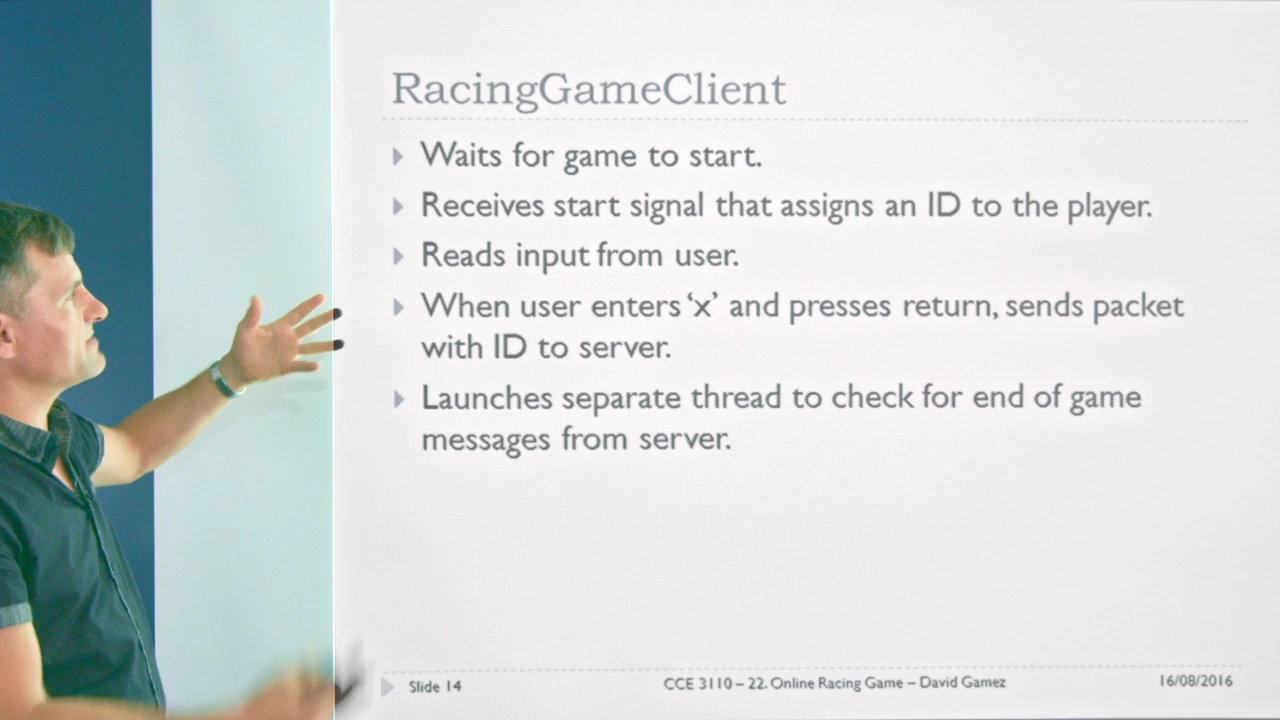 RacingGameClient
Waits for game to start.
Receives start signal that assigns an ID to the player.
Reads input from user.
When user enters ‘x’ and presses return, sends packet
with ID to server.
Launches separate thread to check for end of game
messages from server.
Slide 14
CCE 3110 – 22. Online Racing Game – David Gamez
16/08/2016